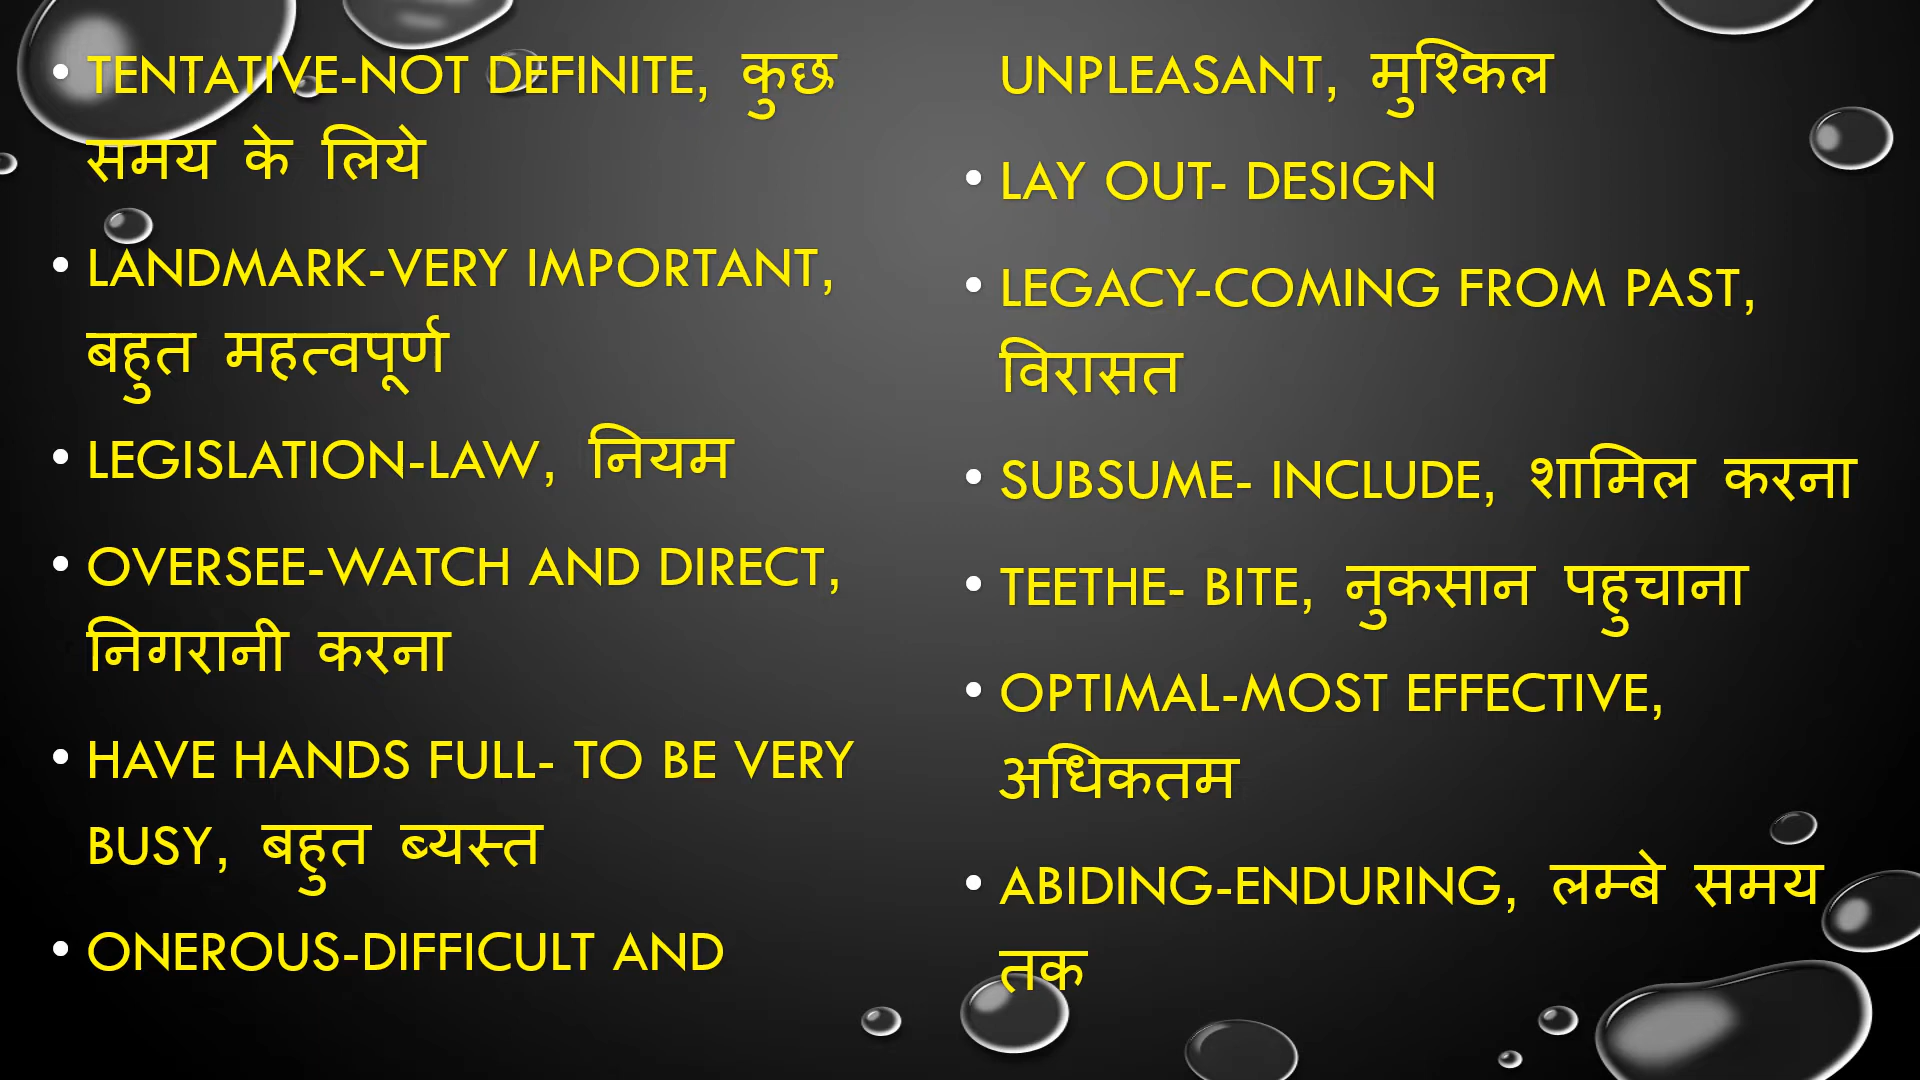 • TENTATIVE-NOT DEFINITE, कुछ
समय के लिये
• LANDMARK-VERY IMPORTANT,
बहुत महत्वपूर्ण
• LEGISLATION-LAW, नियम
• OVERSEE-WATCH AND DIRECT,
निगरानी करना
• HAVE HANDS FULL- TO BE VERY
BUSY, बहुत ब्यस्त
• ONEROUS-DIFFICULT AND
UNPLEASANT, मुश्किल
• LAY OUT- DESIGN
• LEGACY-COMING FROM PAST,
विरासत
• SUBSUME- INCLUDE, शामिल करना
• TEETHE- BITE, नुकसान पहुचाना
• OPTIMAL-MOST EFFECTIVE,
अधिकतम
• ABIDING-ENDURING, लम्बे समय
तक